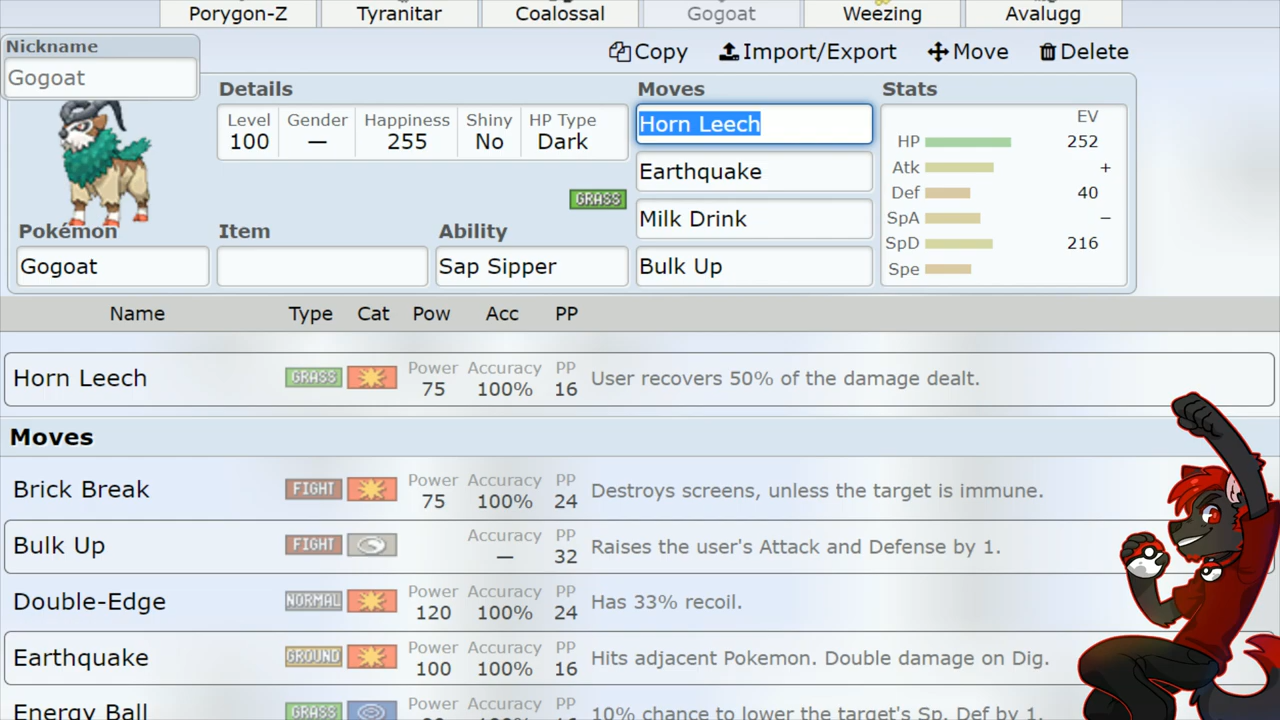 Porygon-Z Tyranitar Coalossal Gogoat Weezing Avalugg
Nickname
Gogoat
Copy Import/Export Move Delete
Details
Level Gender Happiness Shiny HP Type
100 — 255 No Dark
GRASS
Pokémon
Gogoat
Item
Ability
Sap Sipper
Moves
Horn Leech
Earthquake
Milk Drink
Bulk Up
Stats
EV
HP 252
Atk +
Def 40
SpA −
SpD 216
Spe
Name Type Cat Pow Acc PP
Horn Leech GRASS Power 75 Accuracy 100% PP 16 User recovers 50% of the damage dealt.
Moves
Brick Break FIGHT Power 75 Accuracy 100% PP 24 Destroys screens, unless the target is immune.
Bulk Up FIGHT Accuracy — PP 32 Raises the user's Attack and Defense by 1.
Double-Edge NORMAL Power 120 Accuracy 100% PP 24 Has 33% recoil.
Earthquake GROUND Power 100 Accuracy 100% PP 16 Hits adjacent Pokemon. Double damage on Dig.
Energy Ball GRASS Power Accuracy PP 10% chance to lower the target's Sp. Def by 1.